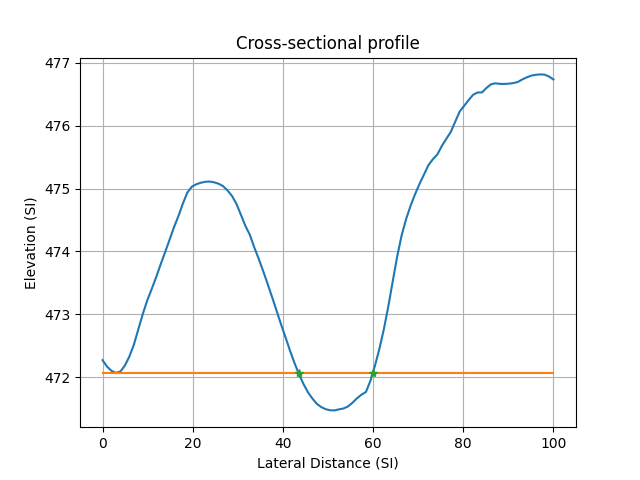 Cross-sectional profile
477
476
475
474
473
472
Elevation (SI)
0 20 40 60 80 100
Lateral Distance (SI)